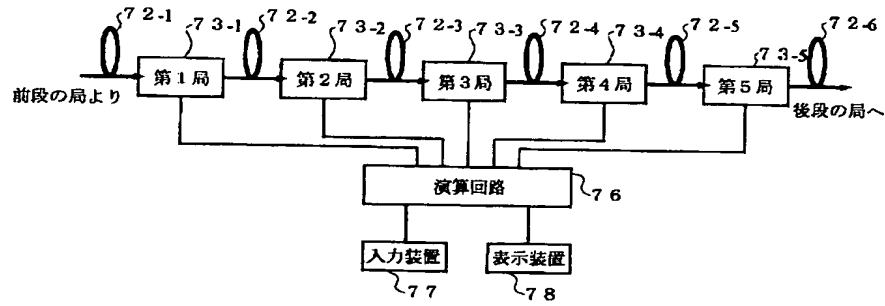 72-1
73-1
72-2
73-2
72-3
73-3
72-4
73-4
72-5
73-5
72-6
前段の局より
第1局
第2局
第3局
第4局
第5局
後段の局へ
演算回路
76
入力装置
表示装置
77
78